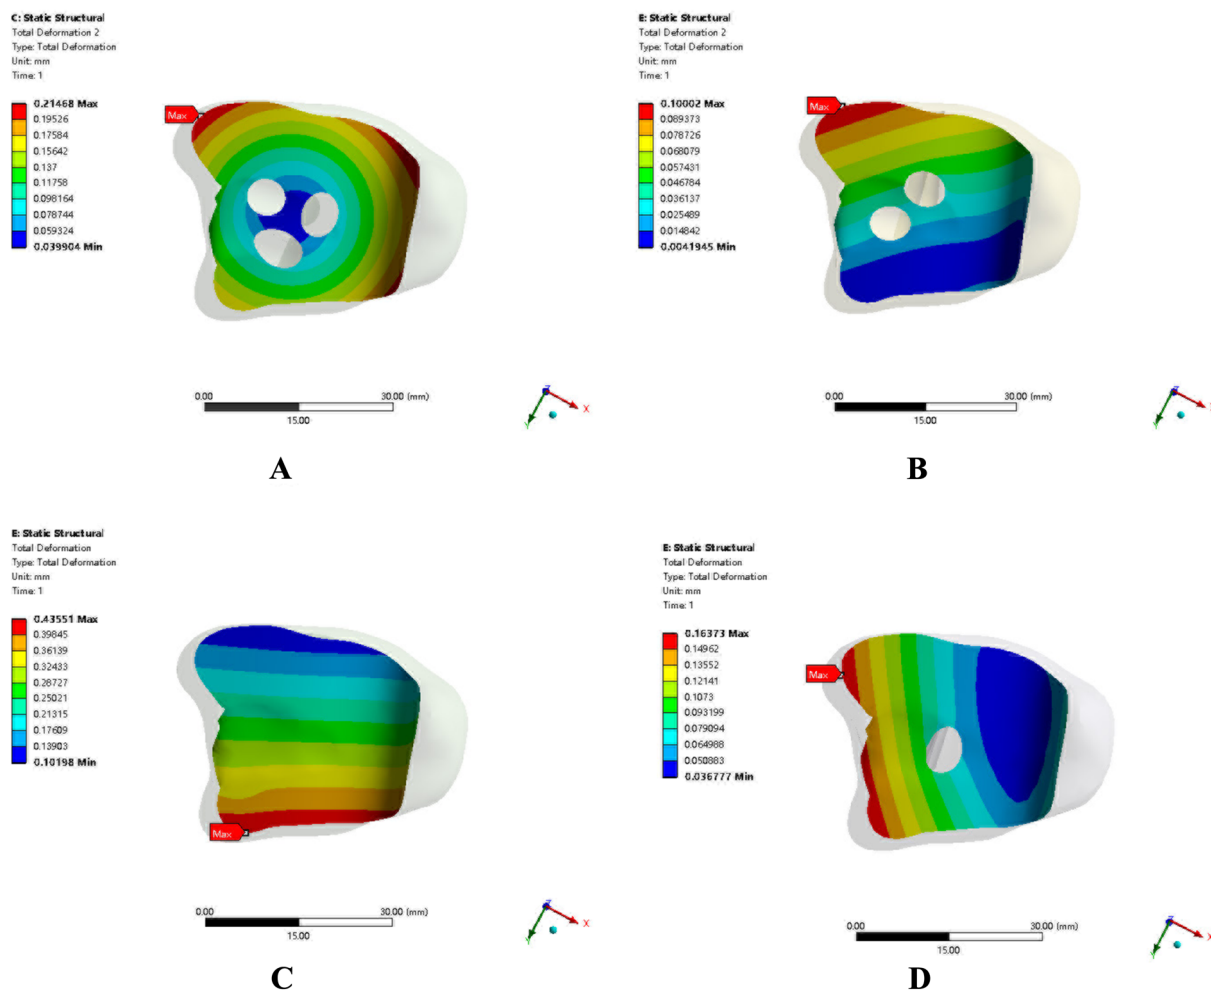 C: Static Structural
Total Deformation 2
Type: Total Deformation
Unit: mm
Time: 1
0.21468 Max
0.19526
0.17584
0.15642
0.137
0.11758
0.098164
0.078744
0.059324
0.039904 Min
Max
0.00
30.00 (mm)
15.00
Z
X
Y
A
E: Static Structural
Total Deformation 2
Type: Total Deformation
Unit: mm
Time: 1
0.10002 Max
0.089373
0.078726
0.068079
0.057431
0.046784
0.036137
0.025489
0.014842
0.0041945 Min
Max
0.00
30.00 (mm)
15.00
Z
X
Y
B
E: Static Structural
Total Deformation
Type: Total Deformation
Unit: mm
Time: 1
0.43551 Max
0.39845
0.36139
0.32433
0.28727
0.25021
0.21315
0.17609
0.13903
0.10198 Min
Max
0.00
30.00 (mm)
15.00
Z
X
Y
C
E: Static Structural
Total Deformation
Type: Total Deformation
Unit: mm
Time: 1
0.16373 Max
0.14962
0.13552
0.12141
0.1073
0.093199
0.079094
0.064988
0.050883
0.036777 Min
Max
0.00
30.00 (mm)
15.00
Z
X
Y
D